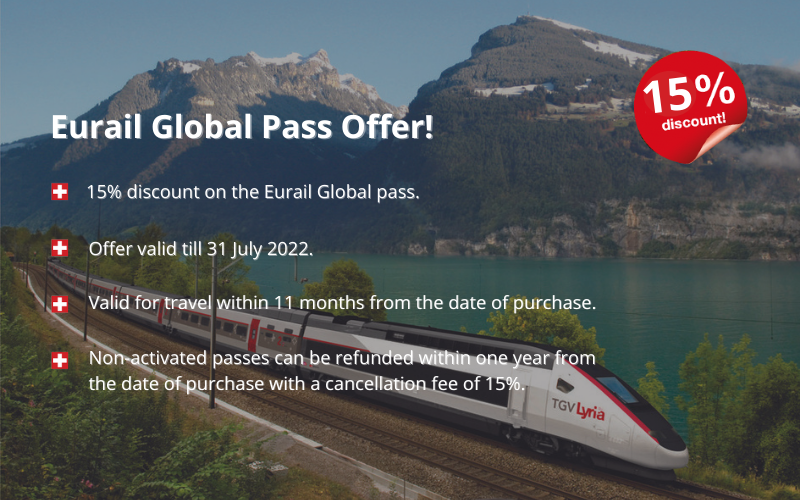 15%
discount!
Eurail Global Pass Offer!
15% discount on the Eurail Global pass.
Offer valid till 31 July 2022.
Valid for travel within 11 months from the date of purchase.
Non-activated passes can be refunded within one year from
the date of purchase with a cancellation fee of 15%.
TGV Lyria